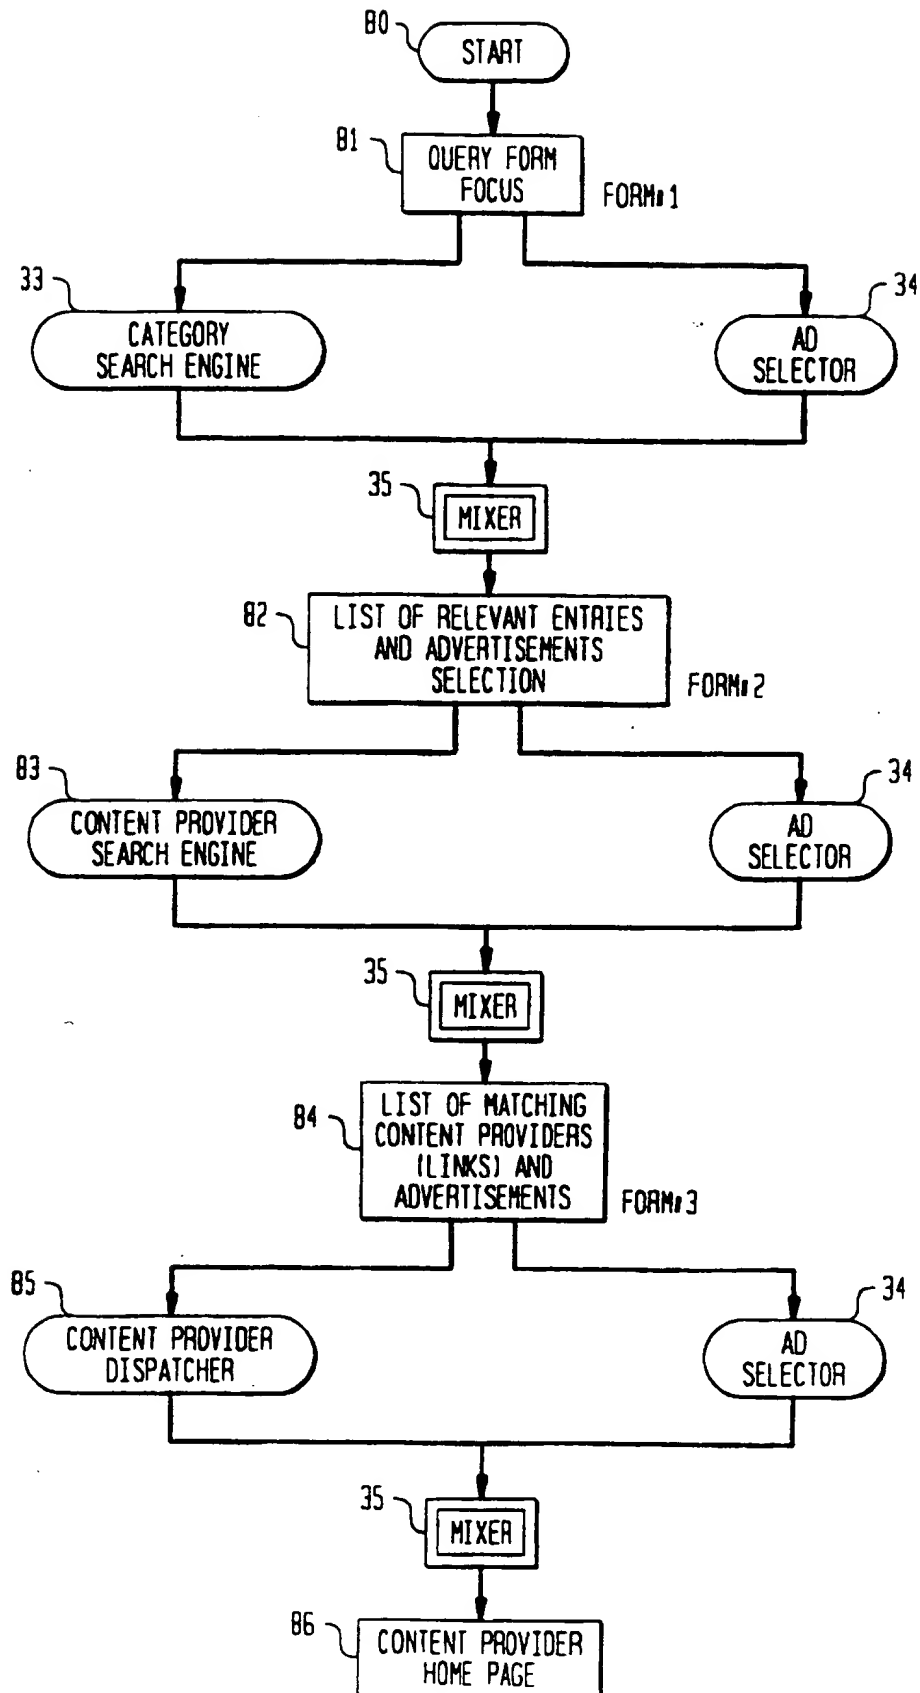 80
START
81
QUERY FORM
FOCUS
FORM#1
33
CATEGORY
SEARCH ENGINE
34
AD
SELECTOR
35
MIXER
82
LIST OF RELEVANT ENTRIES
AND ADVERTISEMENTS
SELECTION
FORM#2
83
CONTENT PROVIDER
SEARCH ENGINE
34
AD
SELECTOR
35
MIXER
84
LIST OF MATCHING
CONTENT PROVIDERS
(LINKS) AND
ADVERTISEMENTS
FORM#3
85
CONTENT PROVIDER
DISPATCHER
34
AD
SELECTOR
35
MIXER
86
CONTENT PROVIDER
HOME PAGE